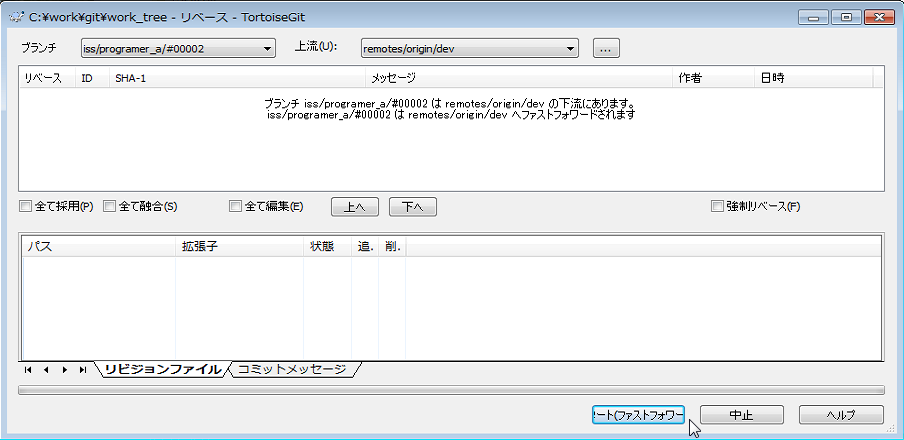 C:¥work¥git¥work_tree - リベース - TortoiseGit
ブランチ iss/programer_a/#00002 上流(U): remotes/origin/dev ...
リベース ID SHA-1 メッセージ 作者 日時
ブランチ iss/programer_a/#00002 は remotes/origin/dev の下流にあります。
iss/programer_a/#00002 は remotes/origin/dev へファストフォワードされます
全て採用(P) 全て融合(S) 全て編集(E) 上へ 下へ 強制リベース(F)
パス 拡張子 状態 追. 削.
リビジョンファイル コミットメッセージ
ート(ファストフォワー 中止 ヘルプ